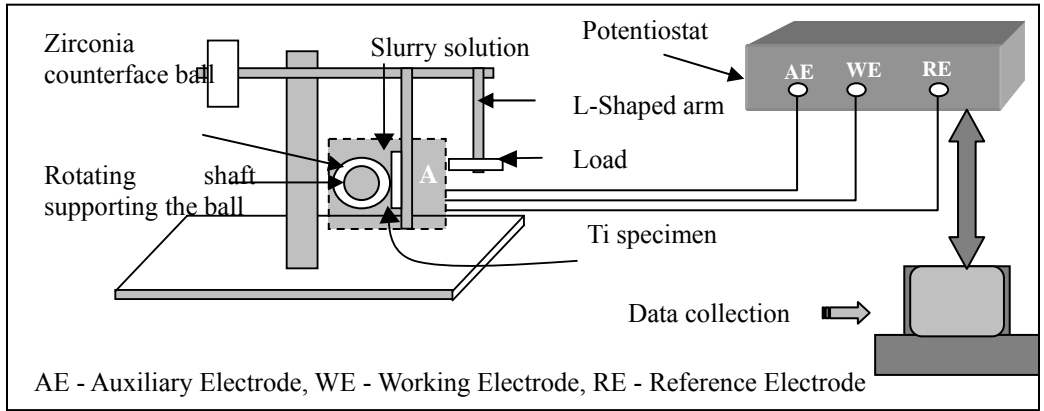 Zirconia
counterface ball
Slurry solution
Potentiostat
AE WE RE
L-Shaped arm
Load
A
Rotating shaft
supporting the ball
Ti specimen
Data collection
AE - Auxiliary Electrode, WE - Working Electrode, RE - Reference Electrode